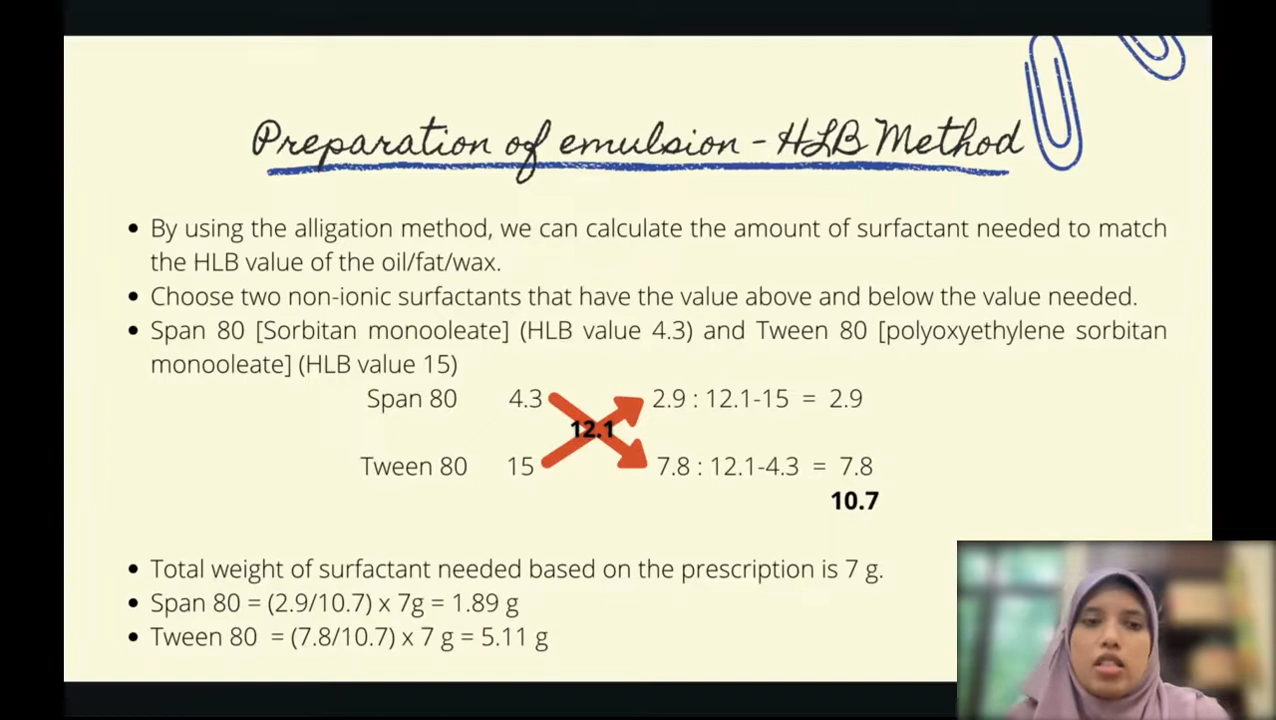 Preparation of emulsion - HLB Method
• By using the alligation method, we can calculate the amount of surfactant needed to match
the HLB value of the oil/fat/wax.
• Choose two non-ionic surfactants that have the value above and below the value needed.
• Span 80 [Sorbitan monooleate] (HLB value 4.3) and Tween 80 [polyoxyethylene sorbitan
monooleate] (HLB value 15)
Span 80 4.3 2.9 : 12.1-15 = 2.9
12.1
Tween 80 15 7.8 : 12.1-4.3 = 7.8
10.7
• Total weight of surfactant needed based on the prescription is 7 g.
• Span 80 = (2.9/10.7) x 7g = 1.89 g
• Tween 80 = (7.8/10.7) x 7 g = 5.11 g